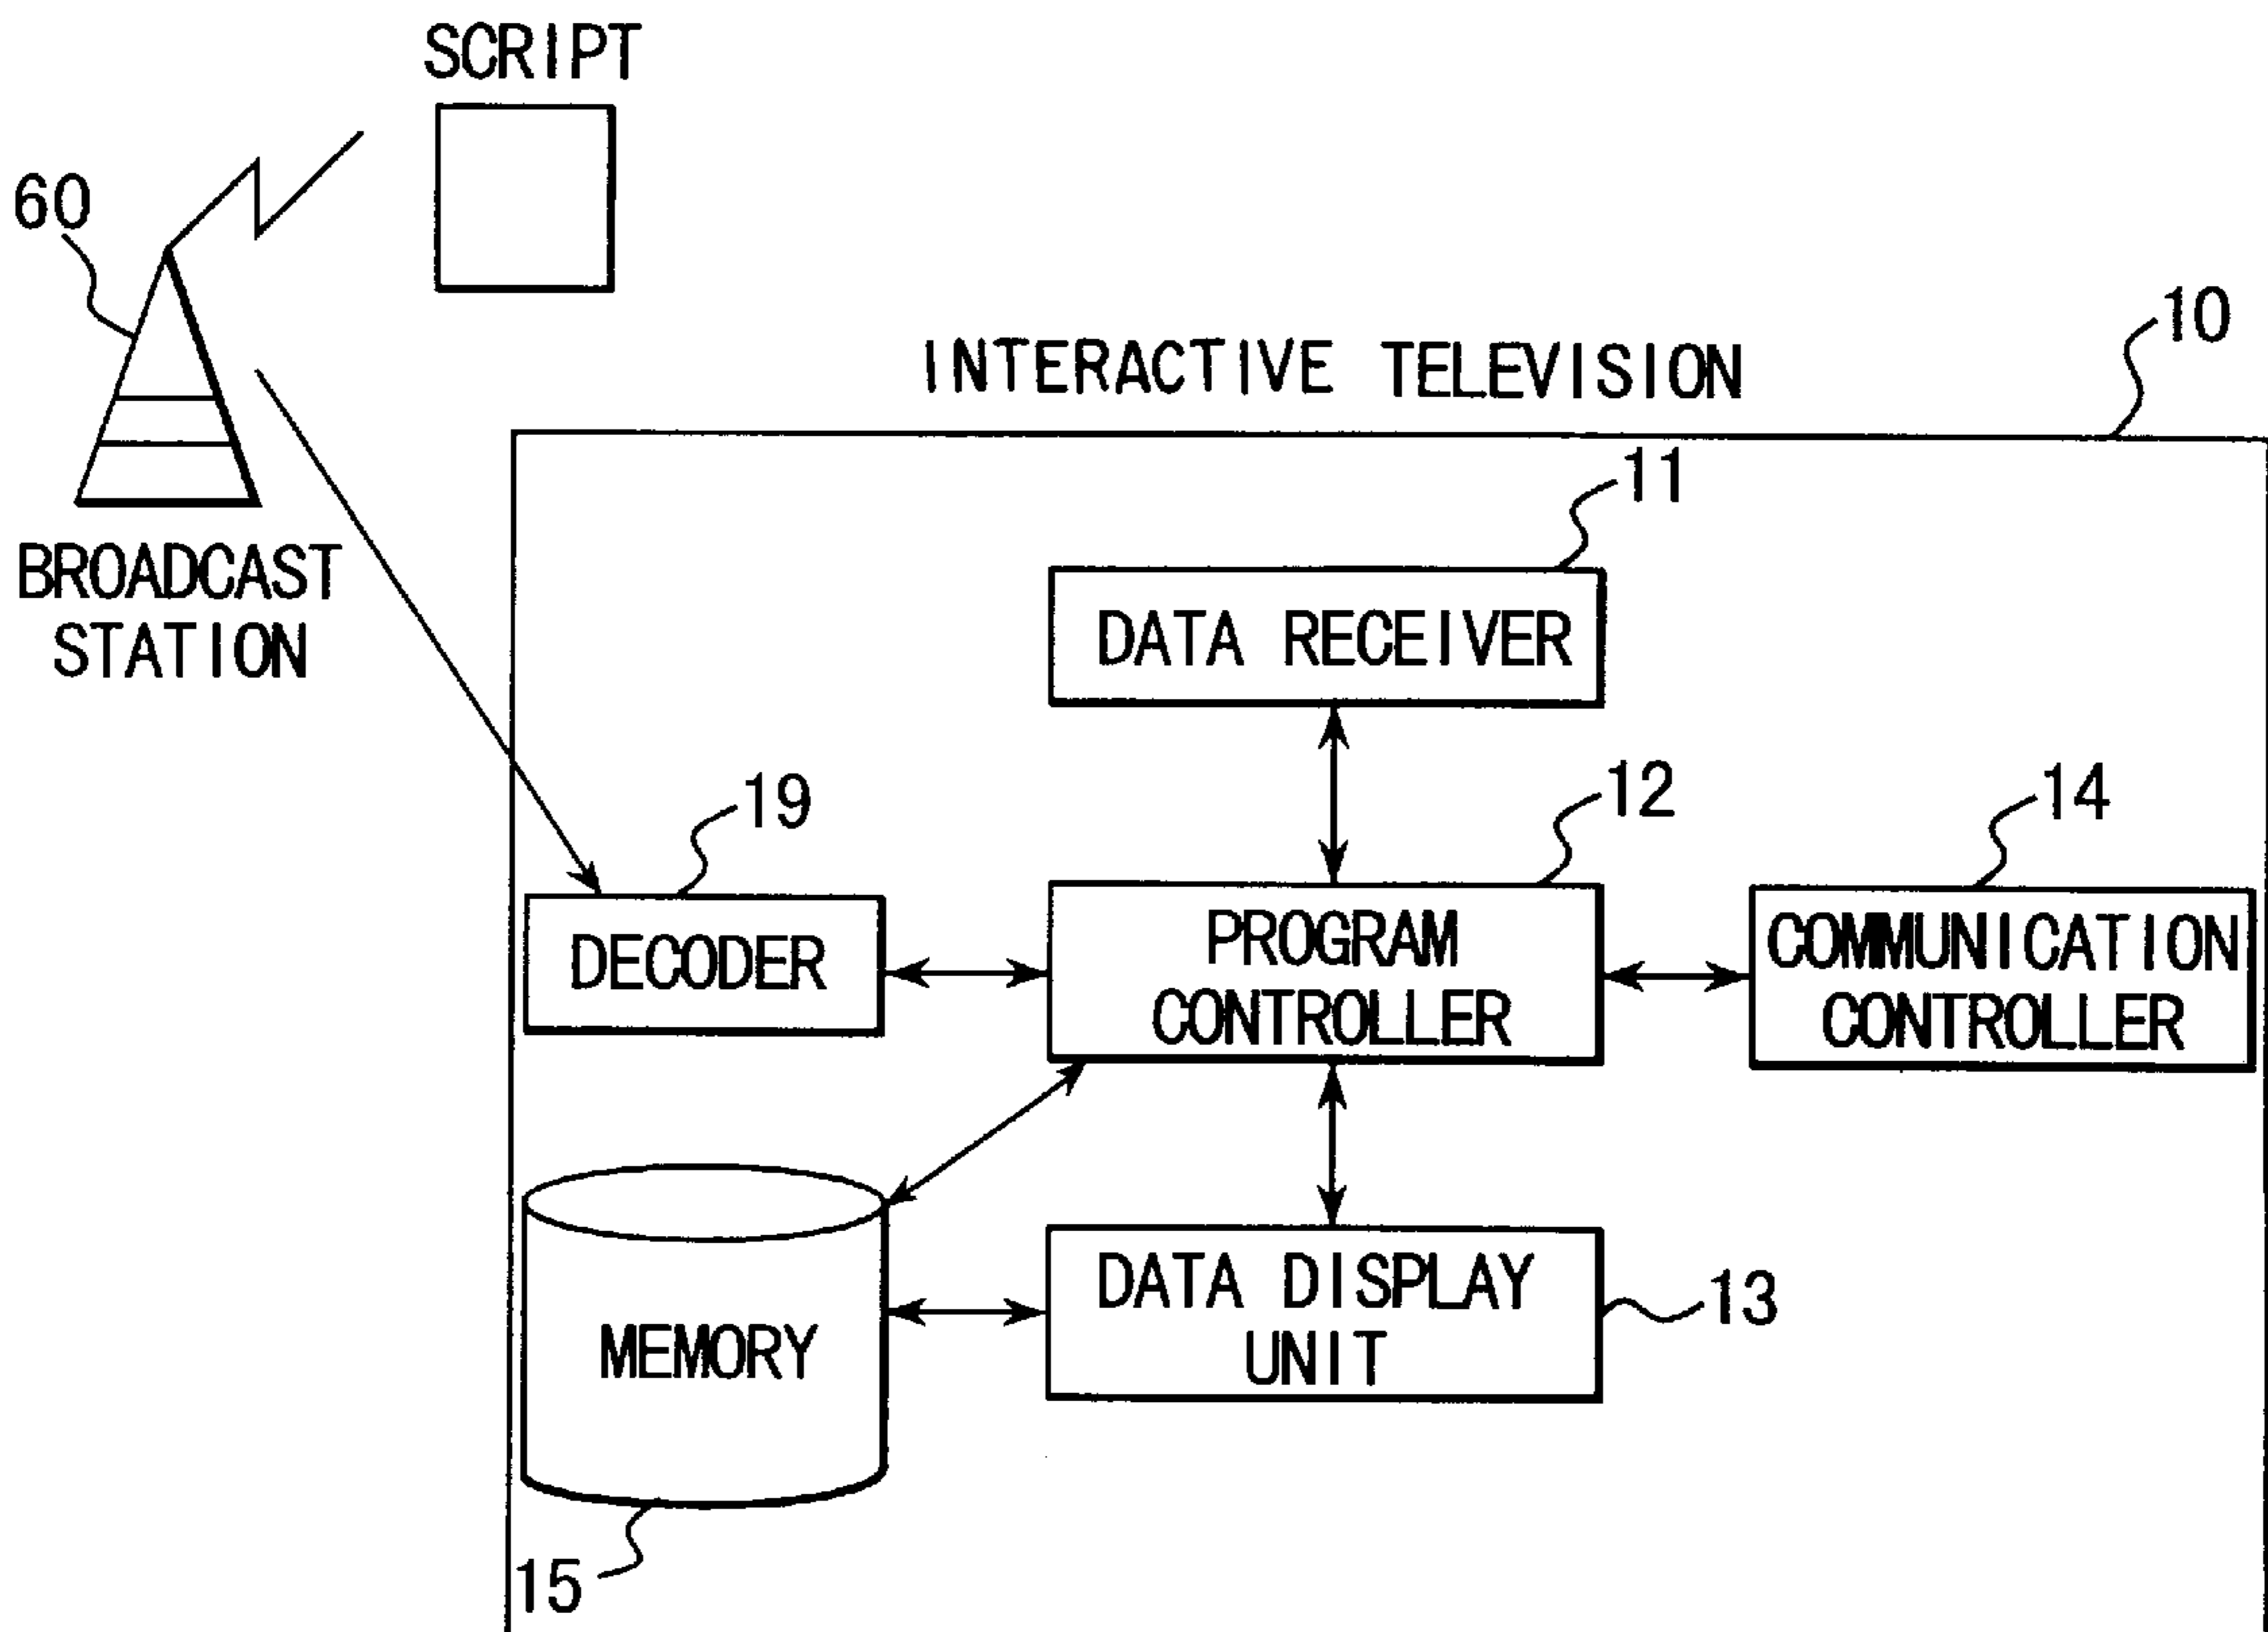 SCRIPT
60
10
INTERACTIVE TELEVISION
11
BROADCAST
STATION
DATA RECEIVER
19
12
14
DECODER
PROGRAM
CONTROLLER
COMMUNICATION
CONTROLLER
DATA DISPLAY
UNIT
13
MEMORY
15